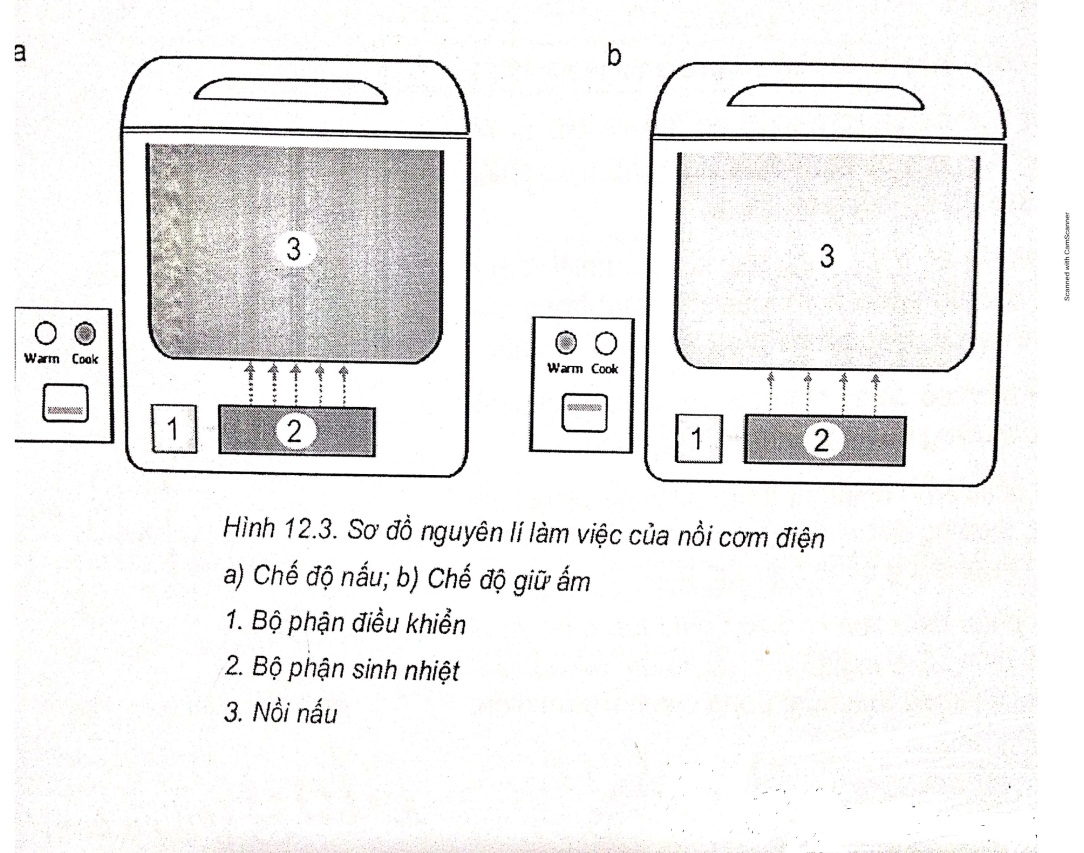 a
b
3
3
Warm Cook
Warm Cook
1
2
1
2
Hình 12.3. Sơ đồ nguyên lí làm việc của nồi cơm điện
a) Chế độ nấu; b) Chế độ giữ ấm
1. Bộ phận điều khiển
2. Bộ phận sinh nhiệt
3. Nồi nấu
Scanned with CamScanner